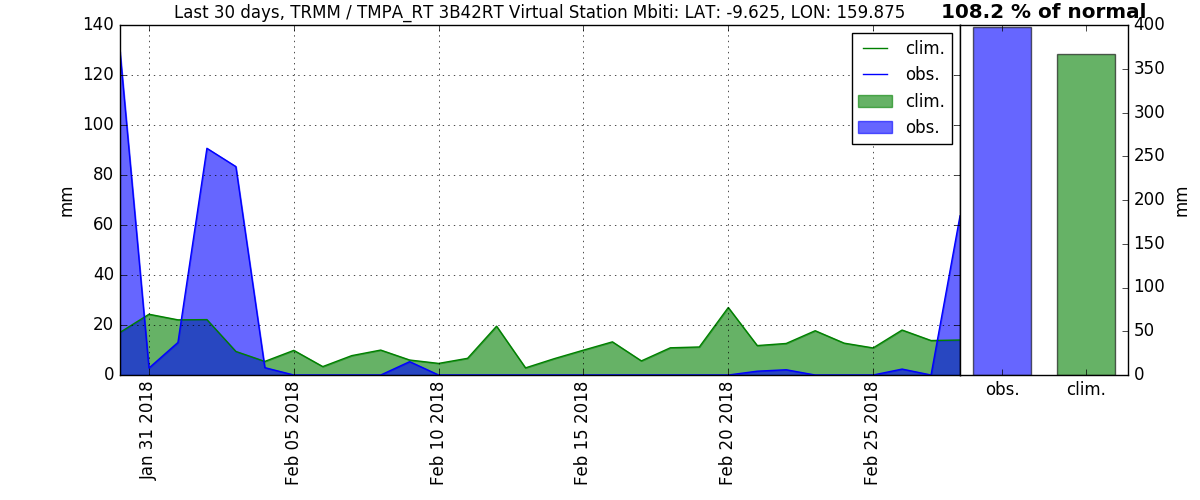 Last 30 days, TRMM / TMPA_RT 3B42RT Virtual Station Mbiti: LAT: -9.625, LON: 159.875
108.2 % of normal
140
120
100
80
60
40
20
0
mm
clim.
obs.
clim.
obs.
400
350
300
250
200
150
100
50
0
mm
Jan 31 2018
Feb 05 2018
Feb 10 2018
Feb 15 2018
Feb 20 2018
Feb 25 2018
obs.
clim.